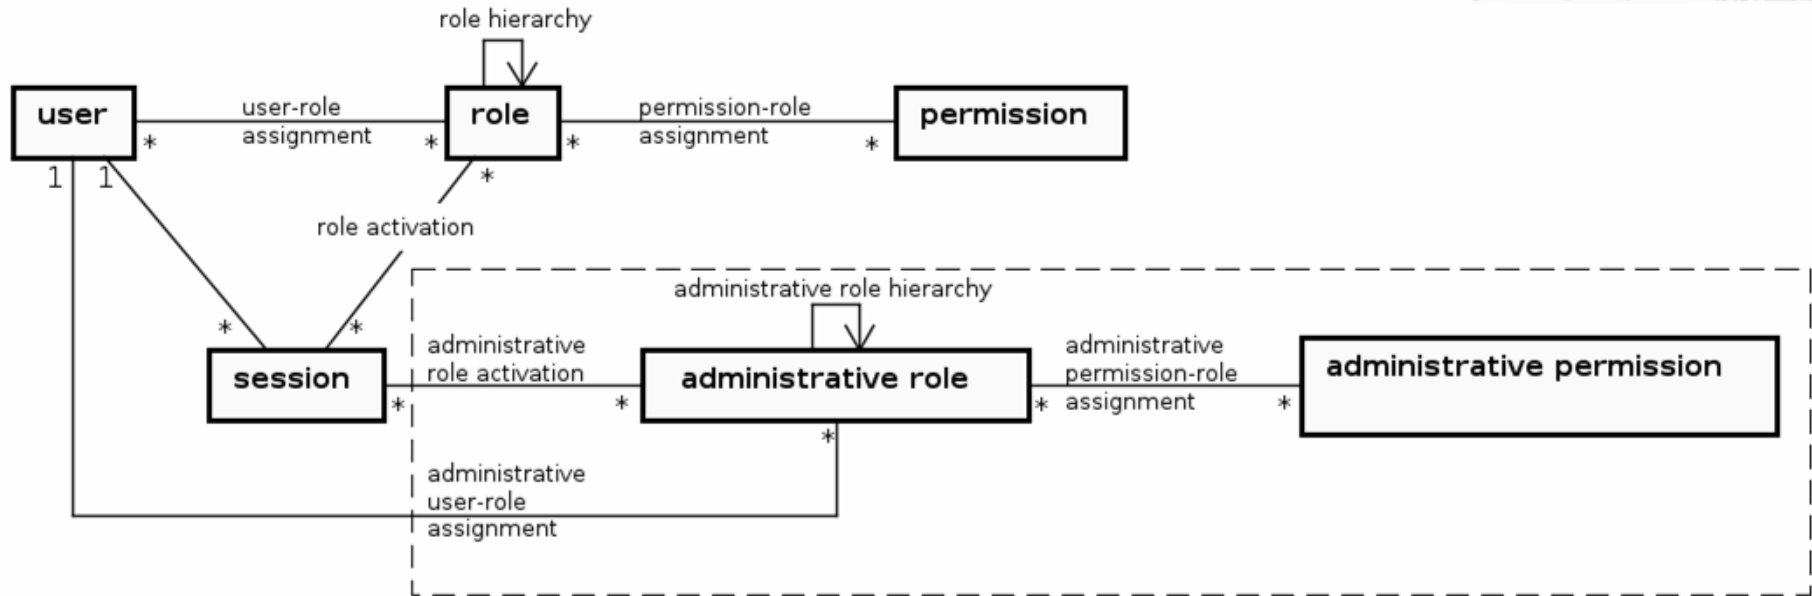 role hierarchy
user
user-role
assignment
role
permission-role
assignment
permission
*
*
*
*
1
1
*
role activation
*
*
administrative role hierarchy
session
administrative
role activation
*
*
administrative role
administrative
permission-role
assignment
*
*
administrative permission
*
administrative
user-role
assignment